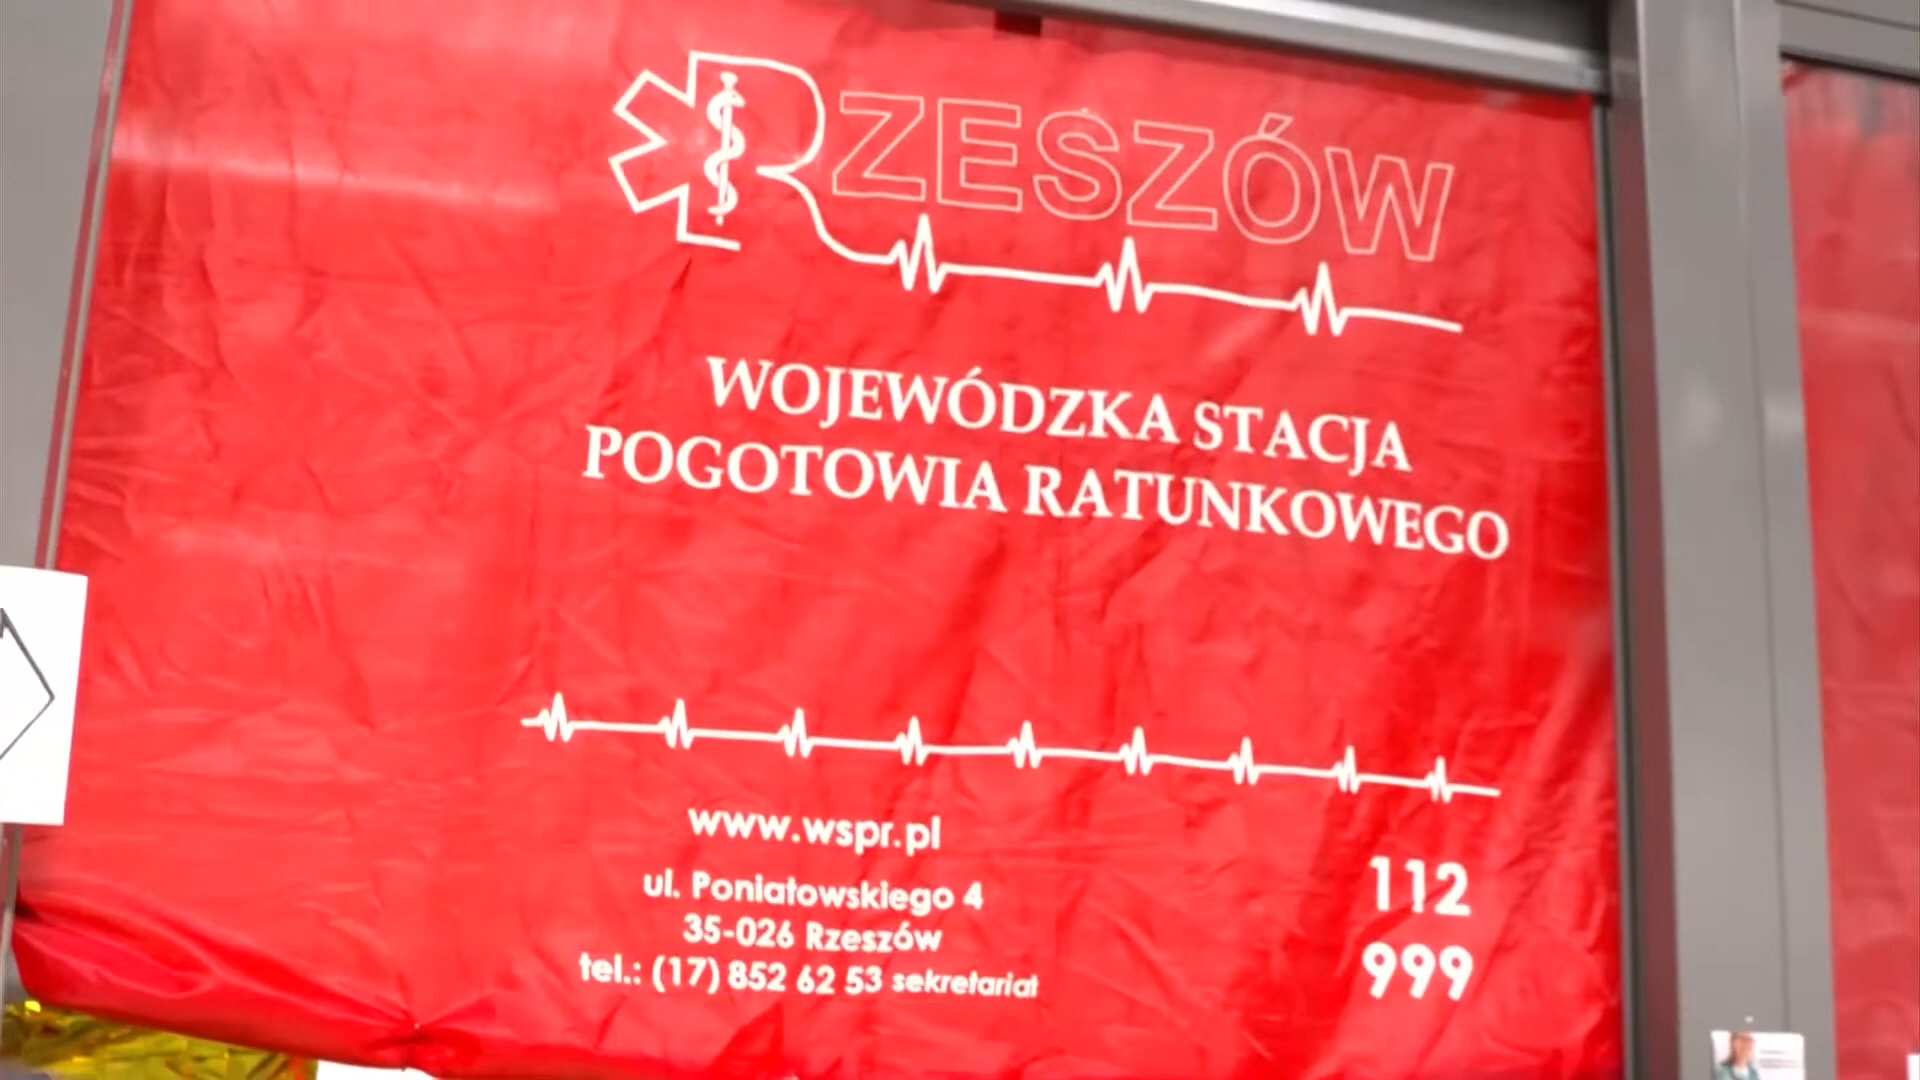 RZESZÓW
WOJEWÓDZKA STACJA
POGOTOWIA RATUNKOWEGO
www.wspr.pl
ul. Poniatowskiego 4
35-026 Rzeszów
tel.: (17) 852 62 53 sekretariat
112
999